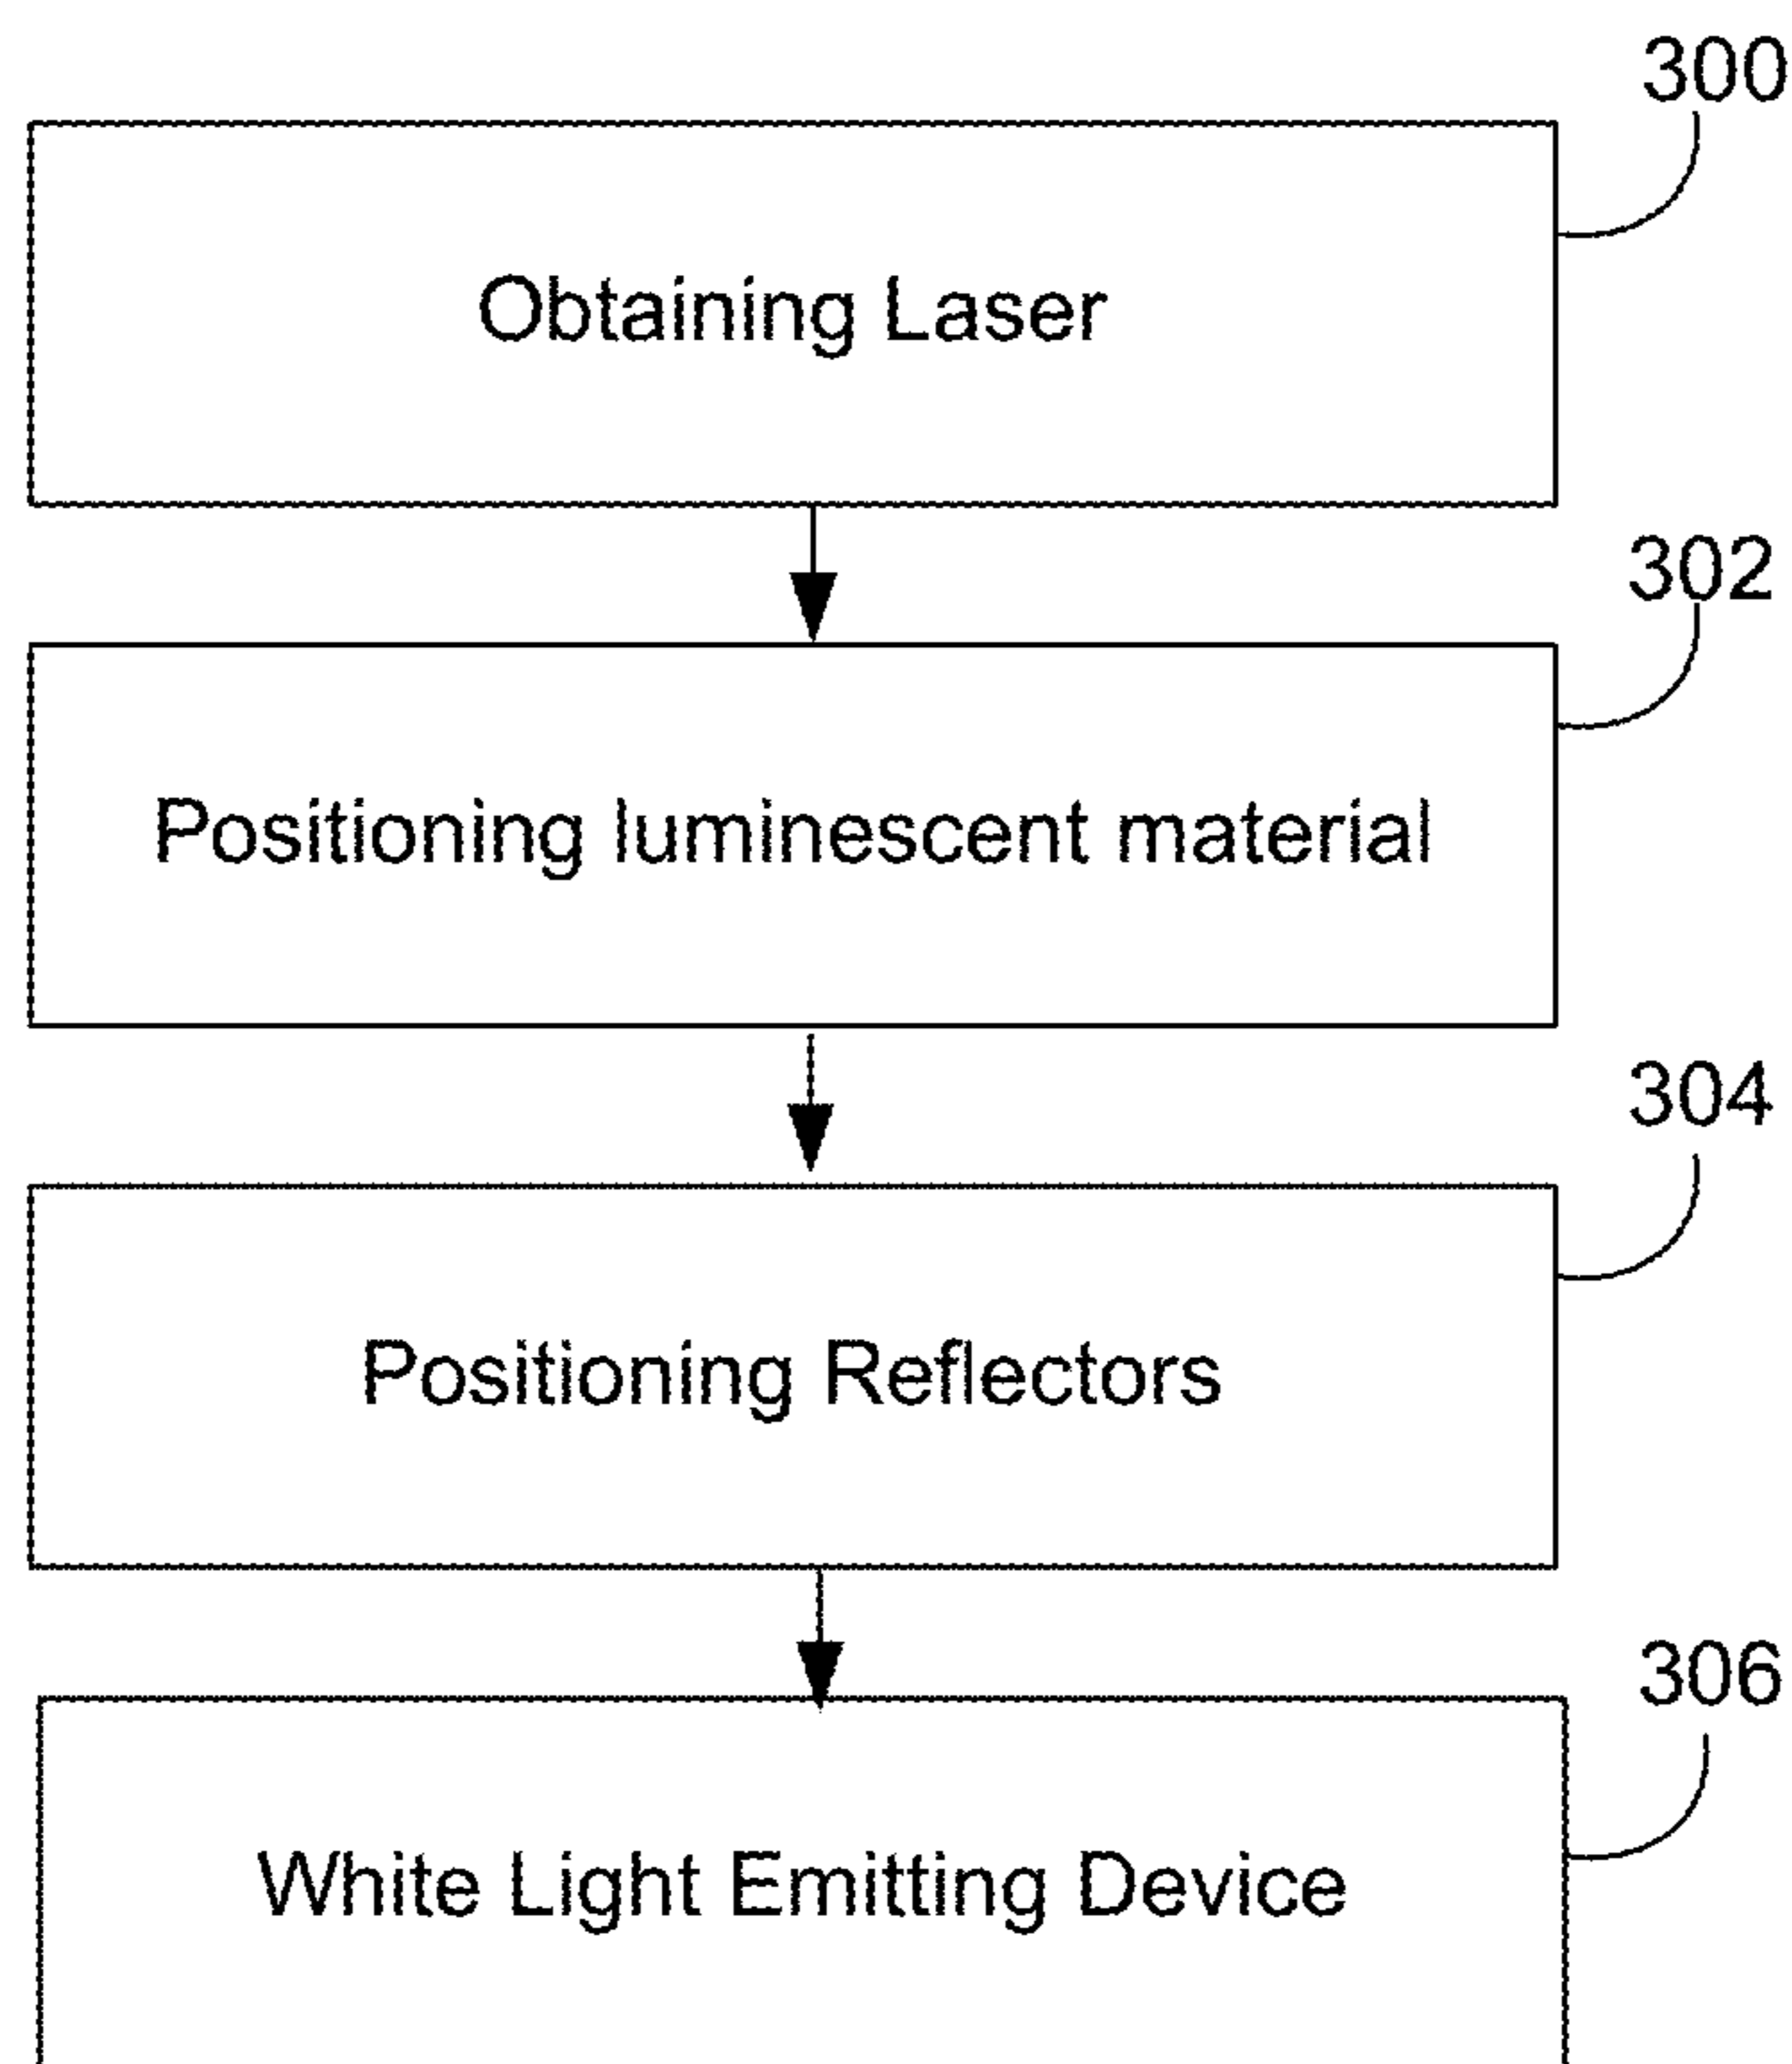 300
Obtaining Laser
302
Positioning luminescent material
304
Positioning Reflectors
306
White Light Emitting Device